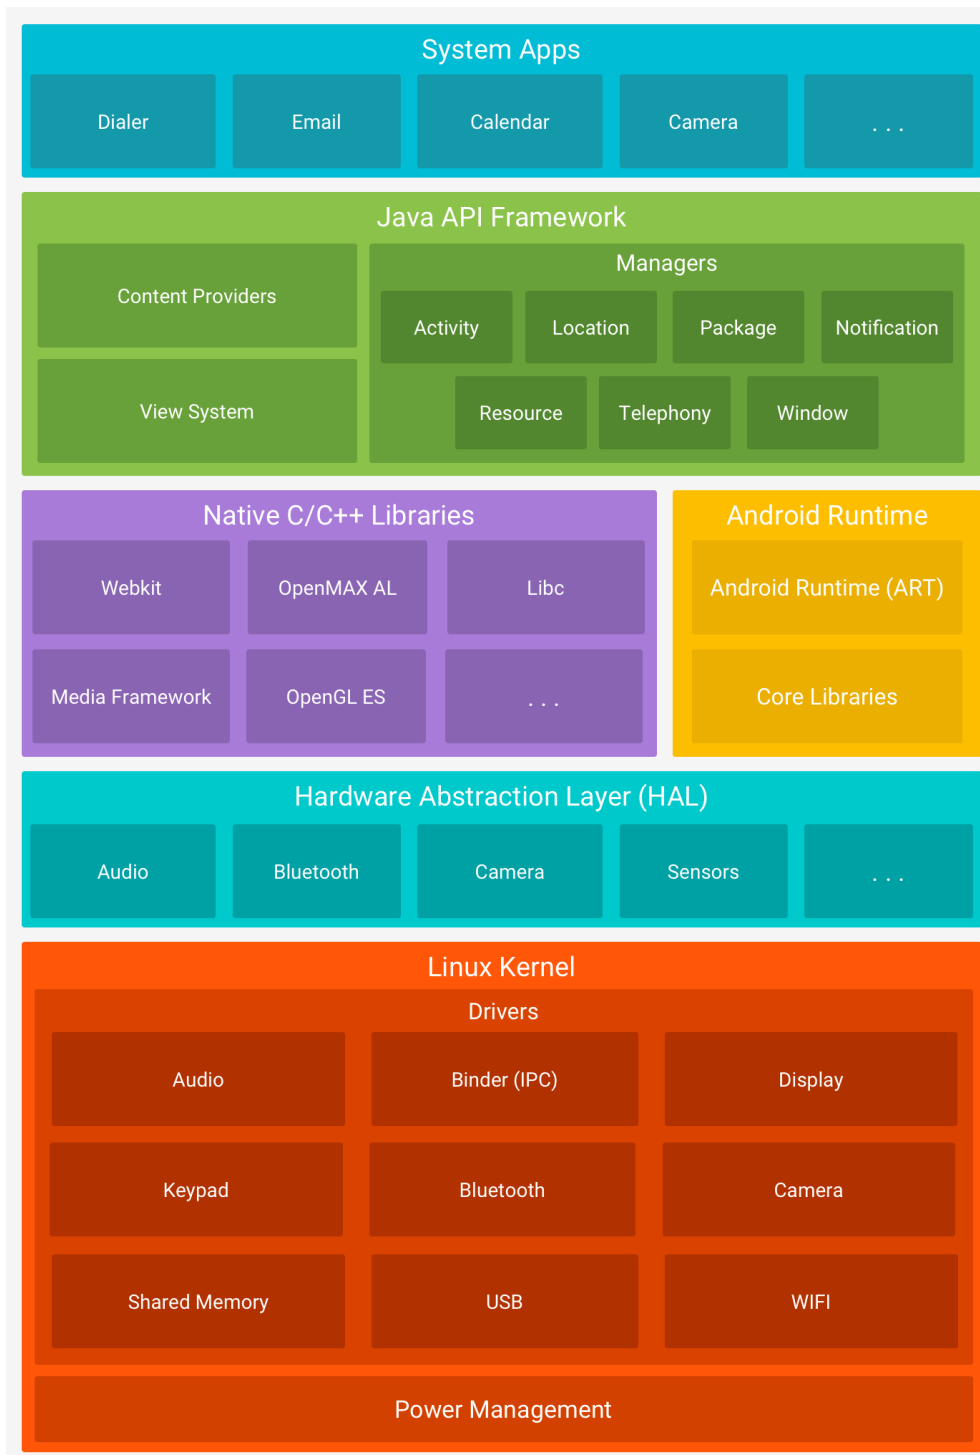 System Apps
Dialer
Email
Calendar
Camera
. . .
Java API Framework
Content Providers
View System
Managers
Activity
Location
Package
Notification
Resource
Telephony
Window
Native C/C++ Libraries
Webkit
OpenMAX AL
Libc
Media Framework
OpenGL ES
. . .
Android Runtime
Android Runtime (ART)
Core Libraries
Hardware Abstraction Layer (HAL)
Audio
Bluetooth
Camera
Sensors
. . .
Linux Kernel
Drivers
Audio
Binder (IPC)
Display
Keypad
Bluetooth
Camera
Shared Memory
USB
WIFI
Power Management